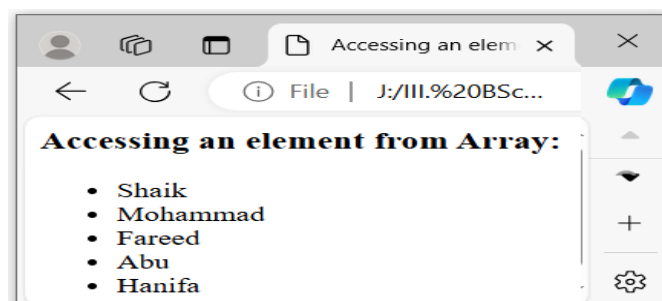 Accessing an elem
File | J:/III.%20BSc...
Accessing an element from Array:
• Shaik
• Mohammad
• Fareed
• Abu
• Hanifa